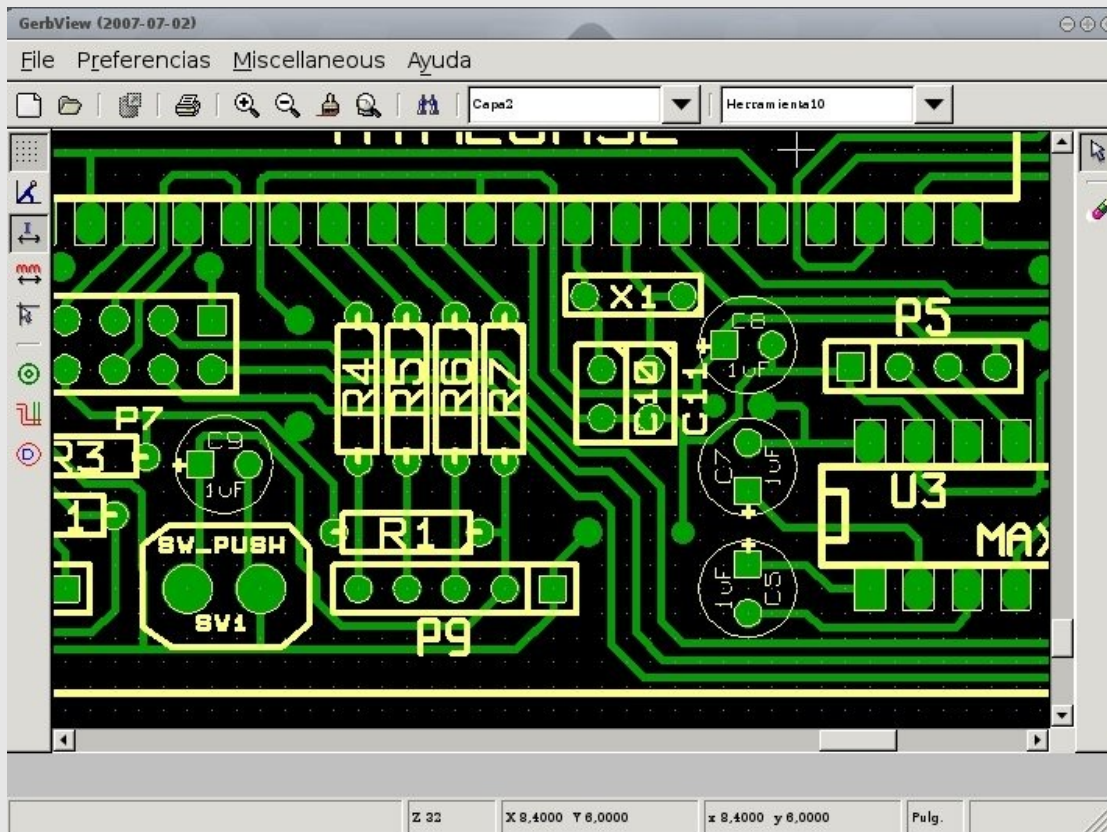 GerbView (2007-07-02)
File Preferencias Miscellaneous Ayuda
Capa2 Herramienta10
mm
X1
C8
1uF
P5
R4
R5
R6
R7
C10
C11
P7
C9
1uF
R3
C7
1uF
U3
MAX
1
R1
SW_PUSH
SW1
1uF
C5
P9
D
Z 32 X 8,4000 Y 6,0000 x 8,4000 y 6,0000 Pulg.